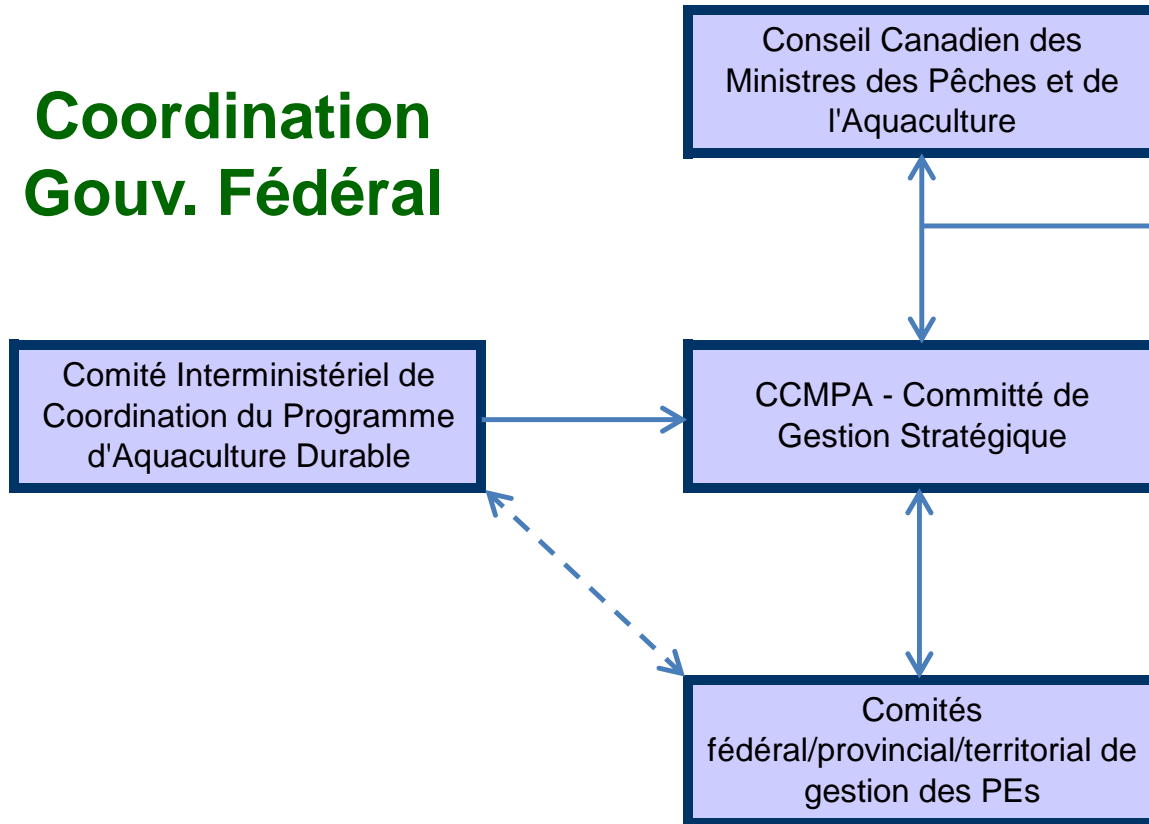 Coordination
Gouv. Fédéral
Conseil Canadien des
Ministres des Pêches et de
l'Aquaculture
Comité Interministériel de
Coordination du Programme
d'Aquaculture Durable
CCMPA - Committé de
Gestion Stratégique
Comités
fédéral/provincial/territorial de
gestion des PEs